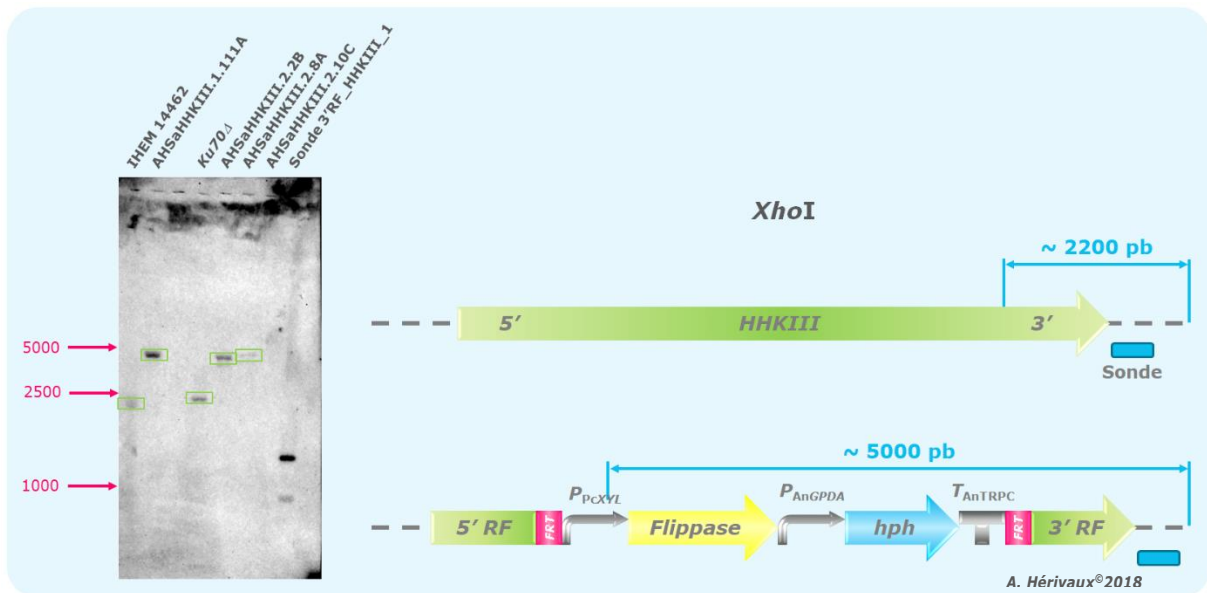 IHEM 14462
AHSaHHKIII.1.111A
Ku70Δ
AHSaHHKIII.2.2B
AHSaHHKIII.2.8A
AHSaHHKIII.2.10C
Sonde 3'RF_HHKIII_1
5000
2500
1000
XhoI
~ 2200 pb
5' HHKIII 3'
Sonde
~ 5000 pb
PPcXYL PAnGPDA TAnTRPC
5' RF FRT Flippase hph FRT 3' RF
A. Hérivaux©2018